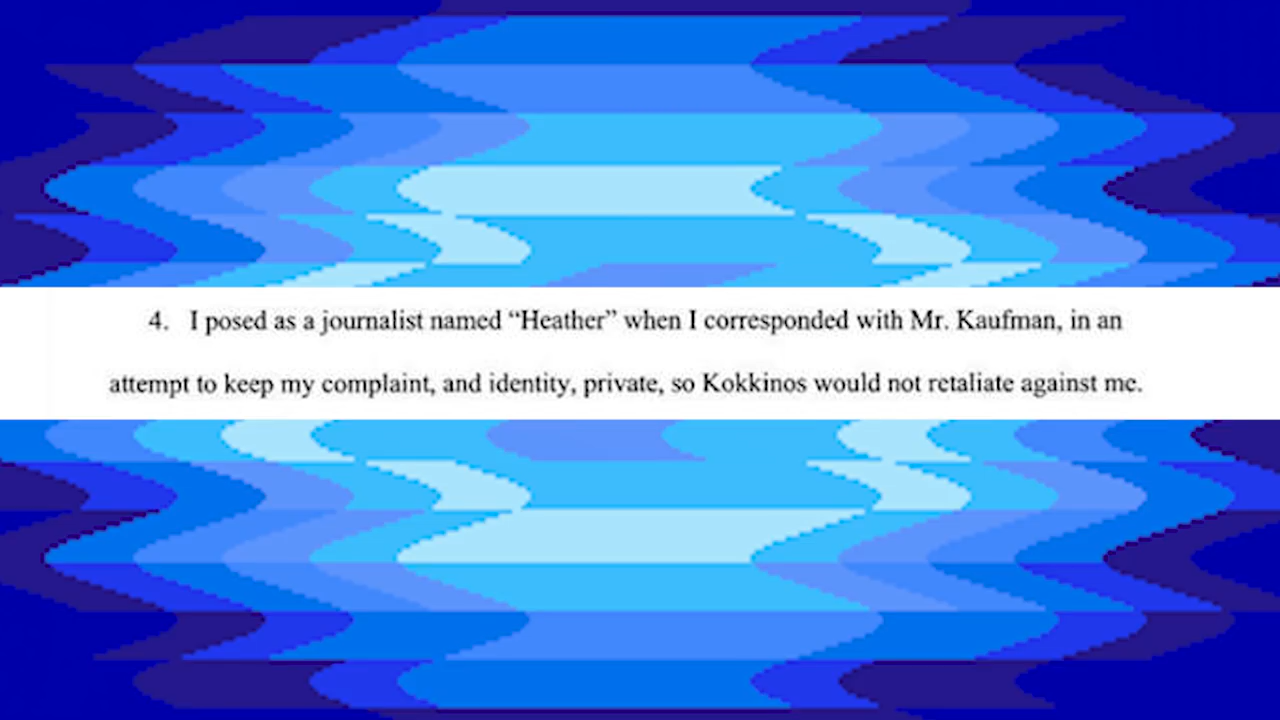 4. I posed as a journalist named “Heather” when I corresponded with Mr. Kaufman, in an
attempt to keep my complaint, and identity, private, so Kokkinos would not retaliate against me.